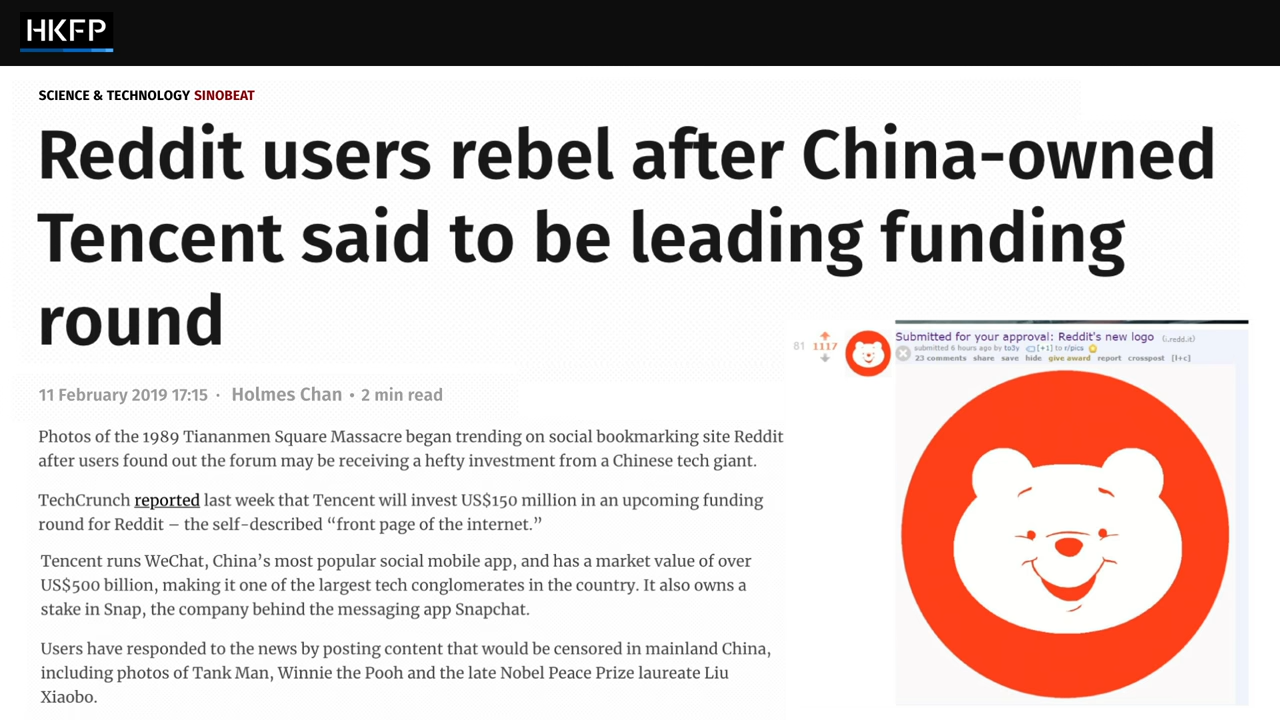 HKFP
SCIENCE & TECHNOLOGY SINOBEAT
Reddit users rebel after China-owned
Tencent said to be leading funding
round
11 February 2019 17:15 · Holmes Chan • 2 min read
Photos of the 1989 Tiananmen Square Massacre began trending on social bookmarking site Reddit
after users found out the forum may be receiving a hefty investment from a Chinese tech giant.
TechCrunch reported last week that Tencent will invest US$150 million in an upcoming funding
round for Reddit – the self-described “front page of the internet.”
Tencent runs WeChat, China’s most popular social mobile app, and has a market value of over
US$500 billion, making it one of the largest tech conglomerates in the country. It also owns a
stake in Snap, the company behind the messaging app Snapchat.
Users have responded to the news by posting content that would be censored in mainland China,
including photos of Tank Man, Winnie the Pooh and the late Nobel Peace Prize laureate Liu
Xiaobo.
81 1117
Submitted for your approval: Reddit's new logo (i.redd.it)
submitted 6 hours ago by to3y [+1] to r/pics
23 comments share save hide give award report crosspost [l+c]